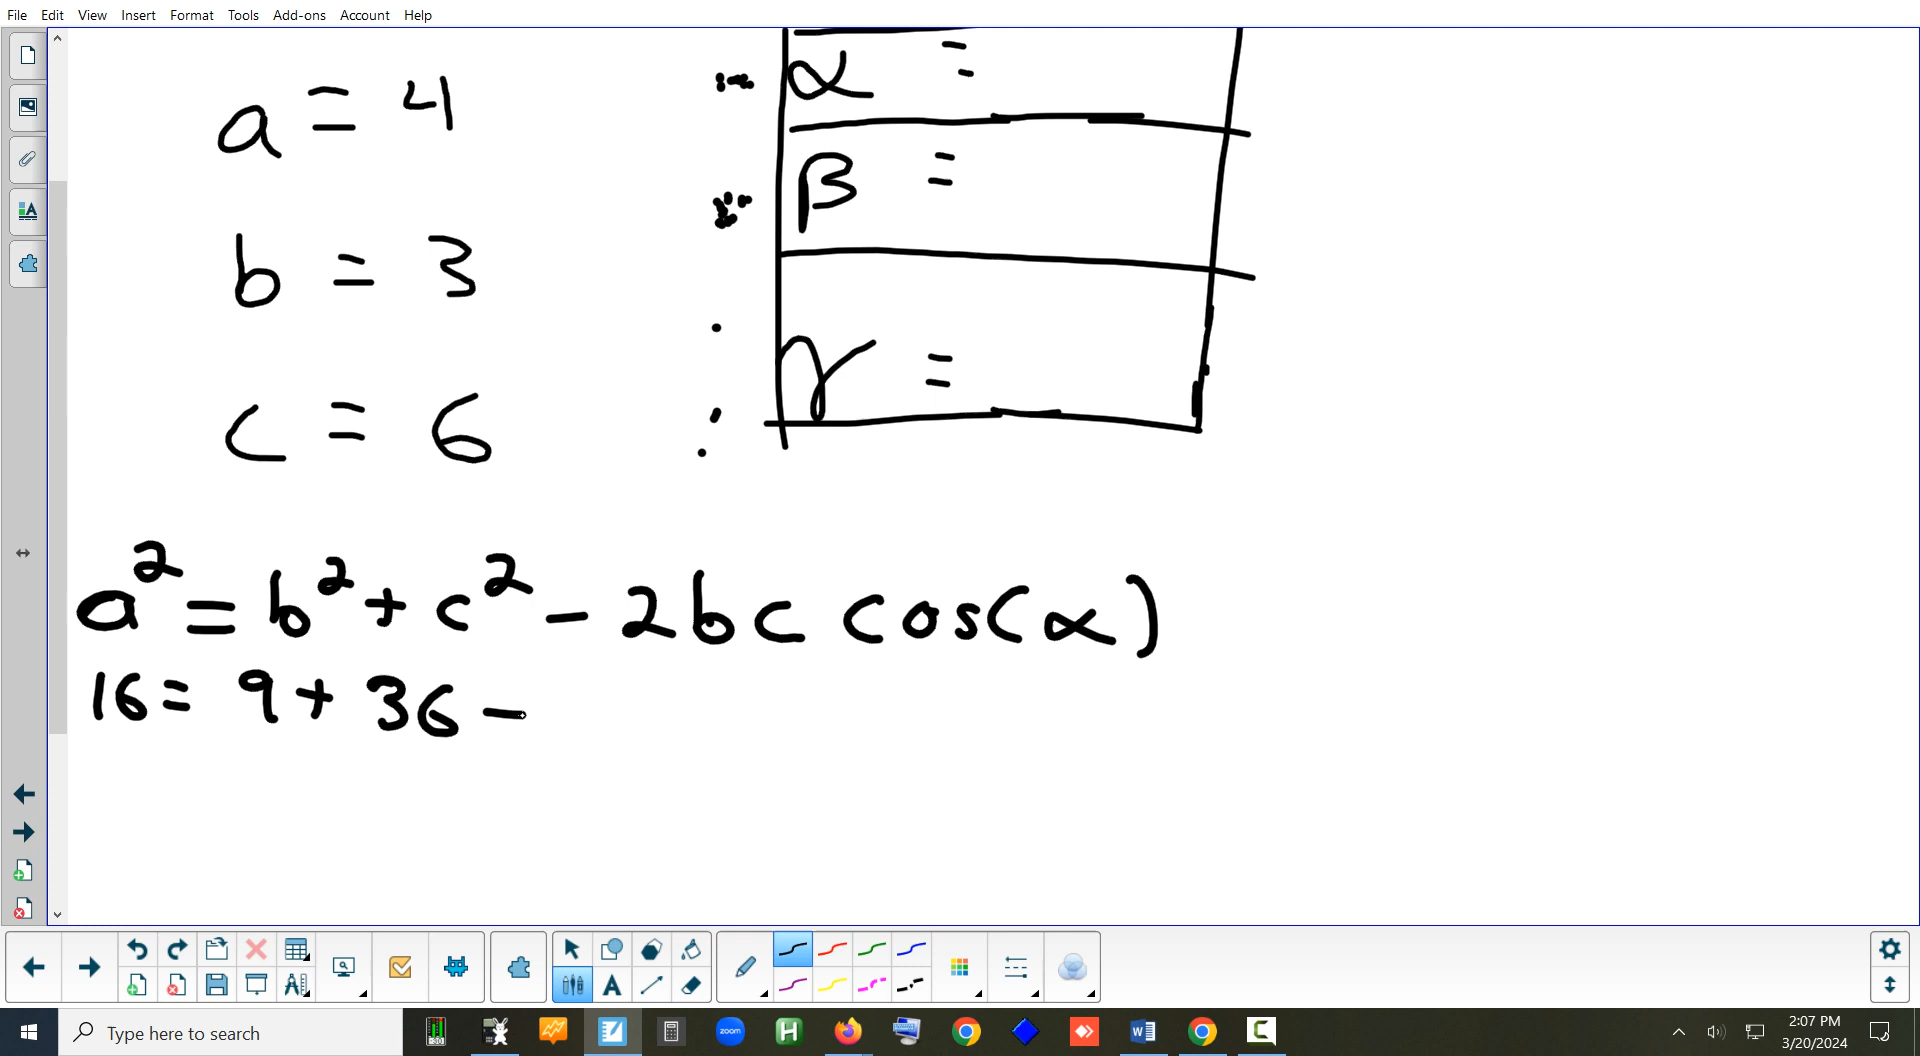 File Edit View Insert Format Tools Add-ons Account Help
a = 4
b = 3
c = 6
α =
β =
γ =
a² = b² + c² - 2bc cos(α)
16 = 9 + 36 -
Type here to search
zoom
2:07 PM
3/20/2024